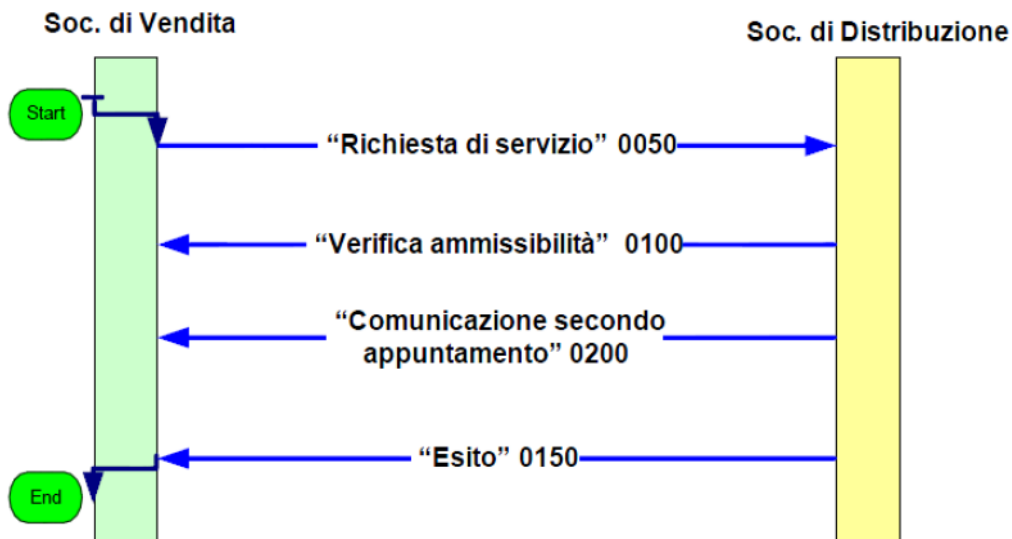 Soc. di Vendita
Soc. di Distribuzione
Start
“Richiesta di servizio” 0050
“Verifica ammissibilità” 0100
“Comunicazione secondo
appuntamento” 0200
“Esito” 0150
End